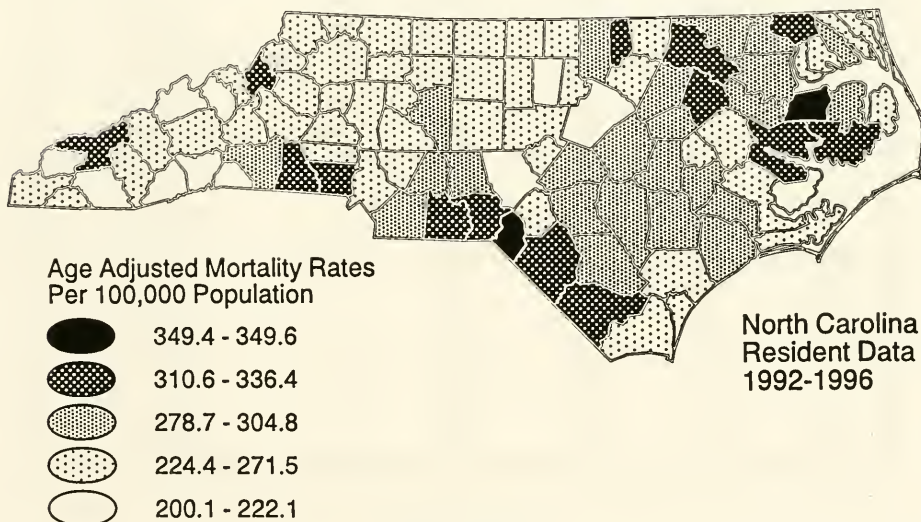 Age Adjusted Mortality Rates
Per 100,000 Population
349.4 - 349.6
310.6 - 336.4
278.7 - 304.8
224.4 - 271.5
200.1 - 222.1
North Carolina
Resident Data
1992-1996